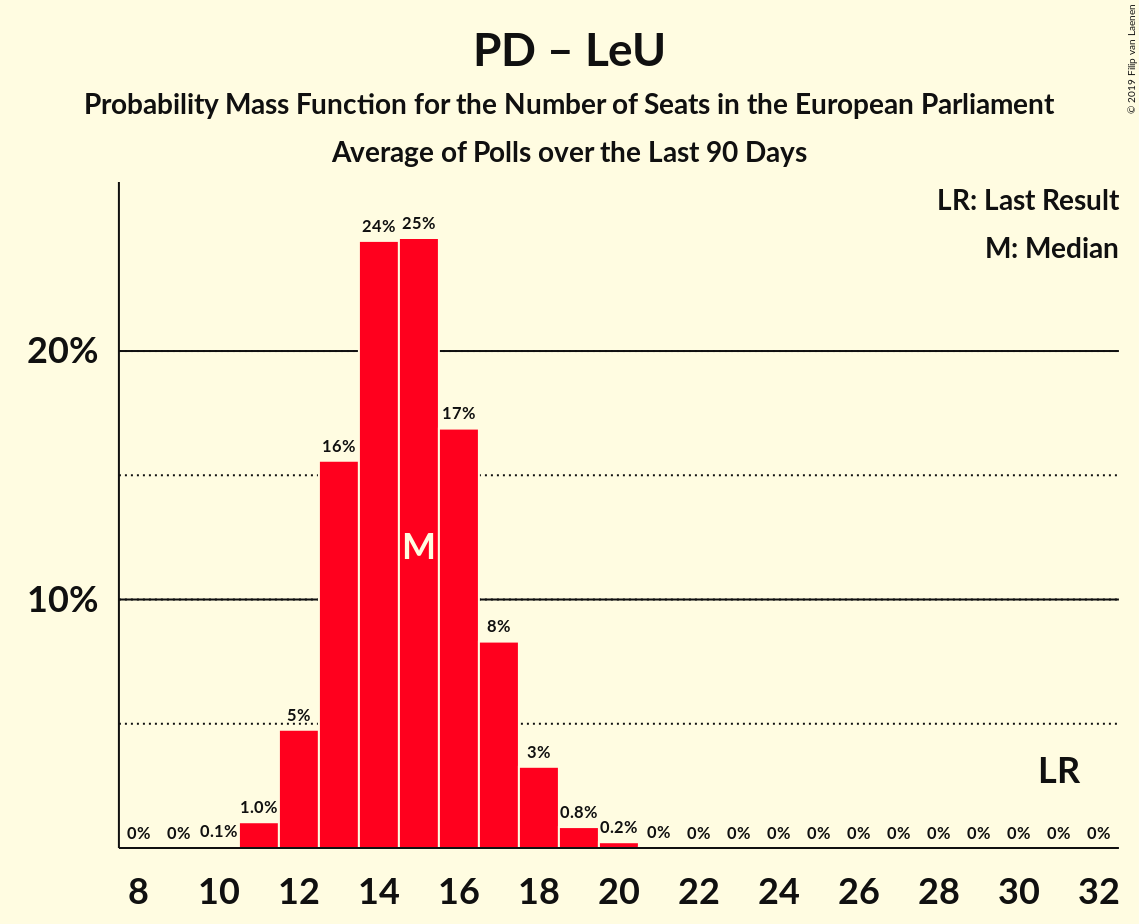 PD – LeU
Probability Mass Function for the Number of Seats in the European Parliament
Average of Polls over the Last 90 Days
© 2019 Filip van Laenen
LR: Last Result
M: Median
24% 25%
20%
17%
16%
M
10%
8%
5%
3%
LR
1.0% 0.8%
0% 0% 0.1% 0.2% 0% 0% 0% 0% 0% 0% 0% 0% 0% 0% 0% 0%
8 10 12 14 16 18 20 22 24 26 28 30 32